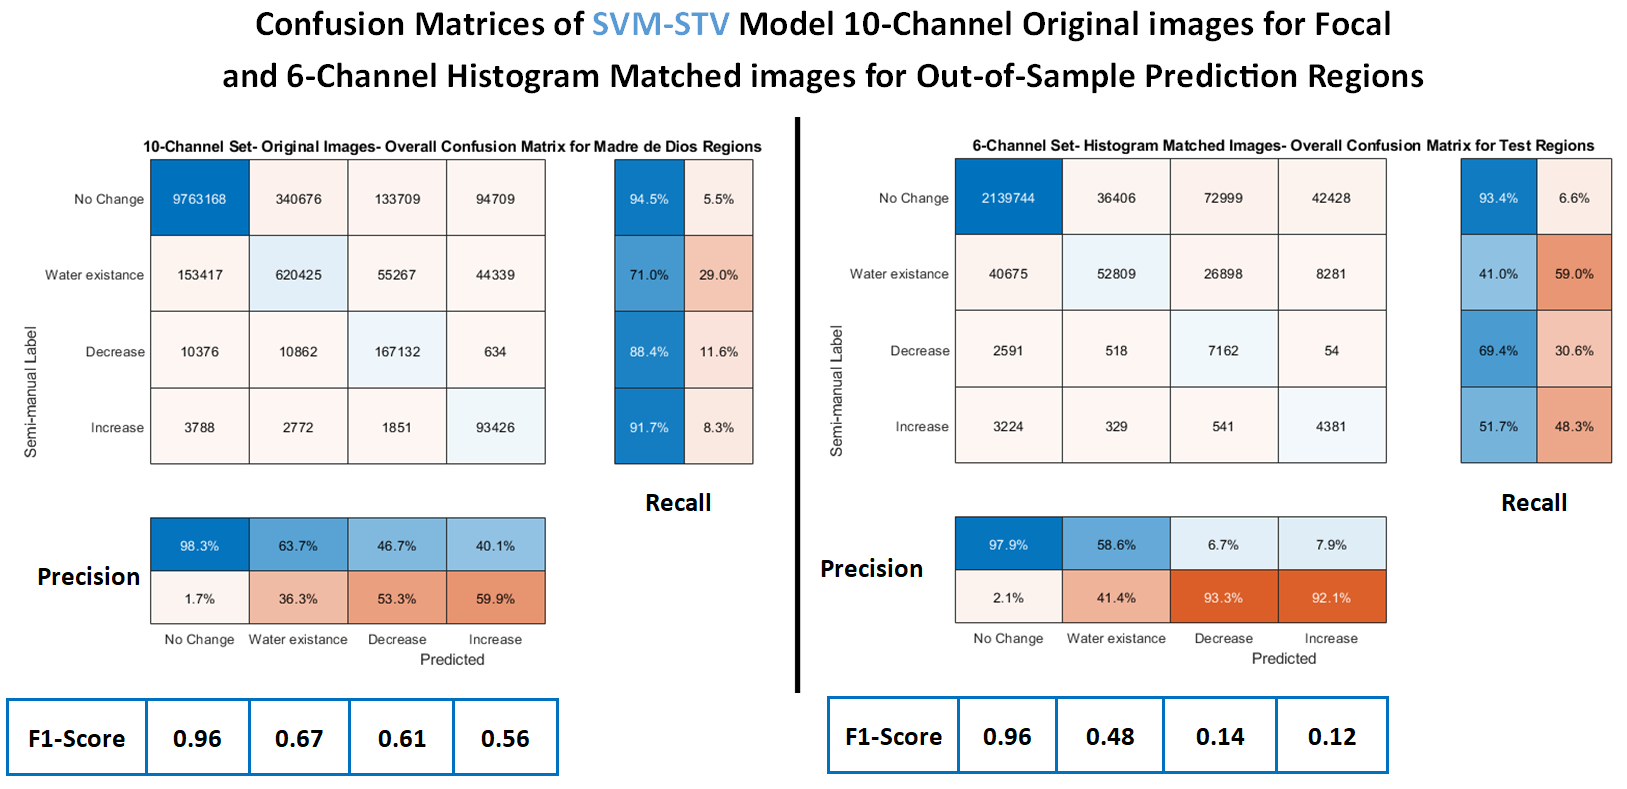 Confusion Matrices of SVM-STV Model 10-Channel Original images for Focal
and 6-Channel Histogram Matched images for Out-of-Sample Prediction Regions
10-Channel Set- Original Images- Overall Confusion Matrix for Madre de Dios Regions
No Change 9763168 340676 133709 94709 94.5% 5.5%
Water existance 153417 620425 55267 44339 71.0% 29.0%
Decrease 10376 10862 167132 634 88.4% 11.6%
Increase 3788 2772 1851 93426 91.7% 8.3%
Semi-manual Label
Recall
Precision
98.3% 63.7% 46.7% 40.1%
1.7% 36.3% 53.3% 59.9%
No Change Water existance Decrease Increase
Predicted
F1-Score 0.96 0.67 0.61 0.56
6-Channel Set- Histogram Matched Images- Overall Confusion Matrix for Test Regions
No Change 2139744 36406 72999 42428 93.4% 6.6%
Water existance 40675 52809 26898 8281 41.0% 59.0%
Decrease 2591 518 7162 54 69.4% 30.6%
Increase 3224 329 541 4381 51.7% 48.3%
Semi-manual Label
Recall
Precision
97.9% 58.6% 6.7% 7.9%
2.1% 41.4% 93.3% 92.1%
No Change Water existance Decrease Increase
Predicted
F1-Score 0.96 0.48 0.14 0.12